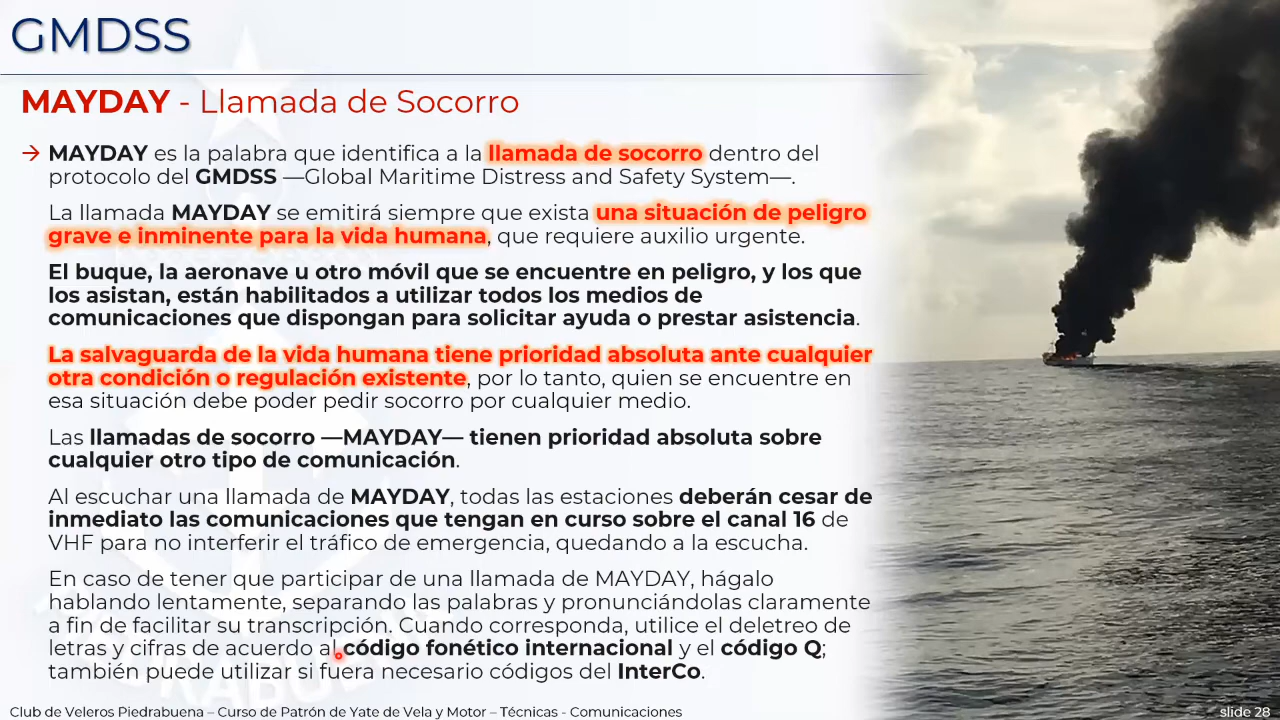 GMDSS
MAYDAY - Llamada de Socorro
→ MAYDAY es la palabra que identifica a la llamada de socorro dentro del
protocolo del GMDSS —Global Maritime Distress and Safety System—.
La llamada MAYDAY se emitirá siempre que exista una situación de peligro
grave e inminente para la vida humana, que requiere auxilio urgente.
El buque, la aeronave u otro móvil que se encuentre en peligro, y los que
los asistan, están habilitados a utilizar todos los medios de
comunicaciones que dispongan para solicitar ayuda o prestar asistencia.
La salvaguarda de la vida humana tiene prioridad absoluta ante cualquier
otra condición o regulación existente, por lo tanto, quien se encuentre en
esa situación debe poder pedir socorro por cualquier medio.
Las llamadas de socorro —MAYDAY— tienen prioridad absoluta sobre
cualquier otro tipo de comunicación.
Al escuchar una llamada de MAYDAY, todas las estaciones deberán cesar de
inmediato las comunicaciones que tengan en curso sobre el canal 16 de
VHF para no interferir el tráfico de emergencia, quedando a la escucha.
En caso de tener que participar de una llamada de MAYDAY, hágalo
hablando lentamente, separando las palabras y pronunciándolas claramente
a fin de facilitar su transcripción. Cuando corresponda, utilice el deletreo de
letras y cifras de acuerdo al código fonético internacional y el código Q;
también puede utilizar si fuera necesario códigos del InterCo.
Club de Veleros Piedrabuena – Curso de Patrón de Yate de Vela y Motor – Técnicas - Comunicaciones
slide 28